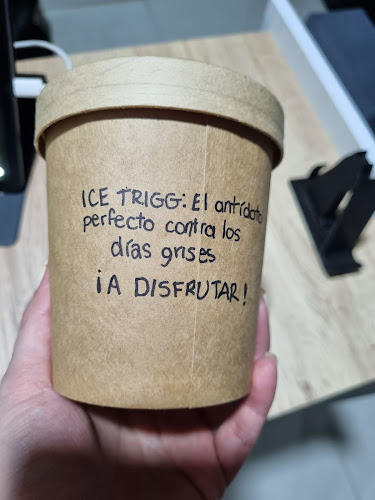 ICE TRIGG: El antídoto
perfecto contra los
días grises
¡A DISFRUTAR!